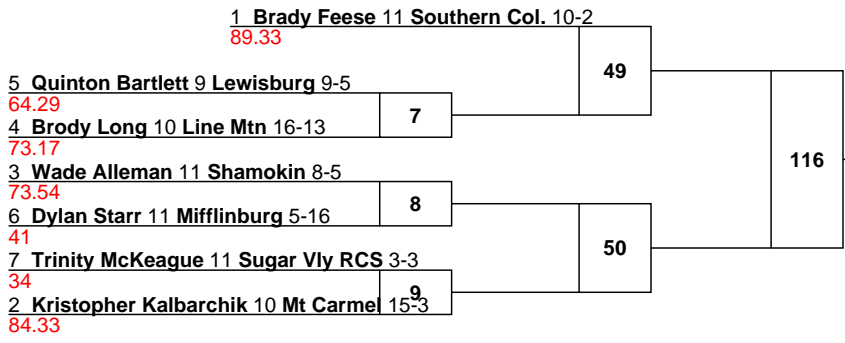 1 Brady Feese 11 Southern Col. 10-2
89.33
49
5 Quinton Bartlett 9 Lewisburg 9-5
64.29
7
4 Brody Long 10 Line Mtn 16-13
73.17
116
3 Wade Alleman 11 Shamokin 8-5
73.54
8
6 Dylan Starr 11 Mifflinburg 5-16
41
50
7 Trinity McKeague 11 Sugar Vly RCS 3-3
34
9
2 Kristopher Kalbarchik 10 Mt Carmel 15-3
84.33